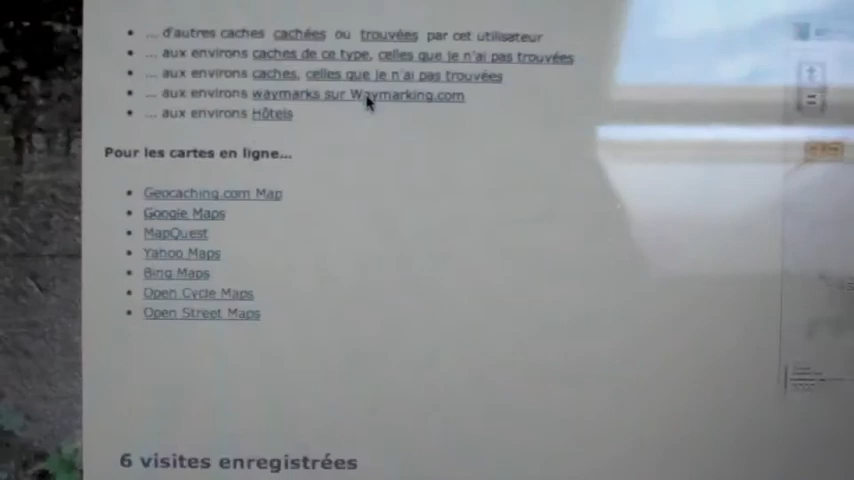 ... d'autres caches cachées ou trouvées par cet utilisateur
... aux environs caches de ce type, celles que je n'ai pas trouvées
... aux environs caches, celles que je n'ai pas trouvées
... aux environs waymarks sur Waymarking.com
... aux environs Hôtels
Pour les cartes en ligne...
Geocaching.com Map
Google Maps
MapQuest
Yahoo Maps
Bing Maps
Open Cycle Maps
Open Street Maps
6 visites enregistrées